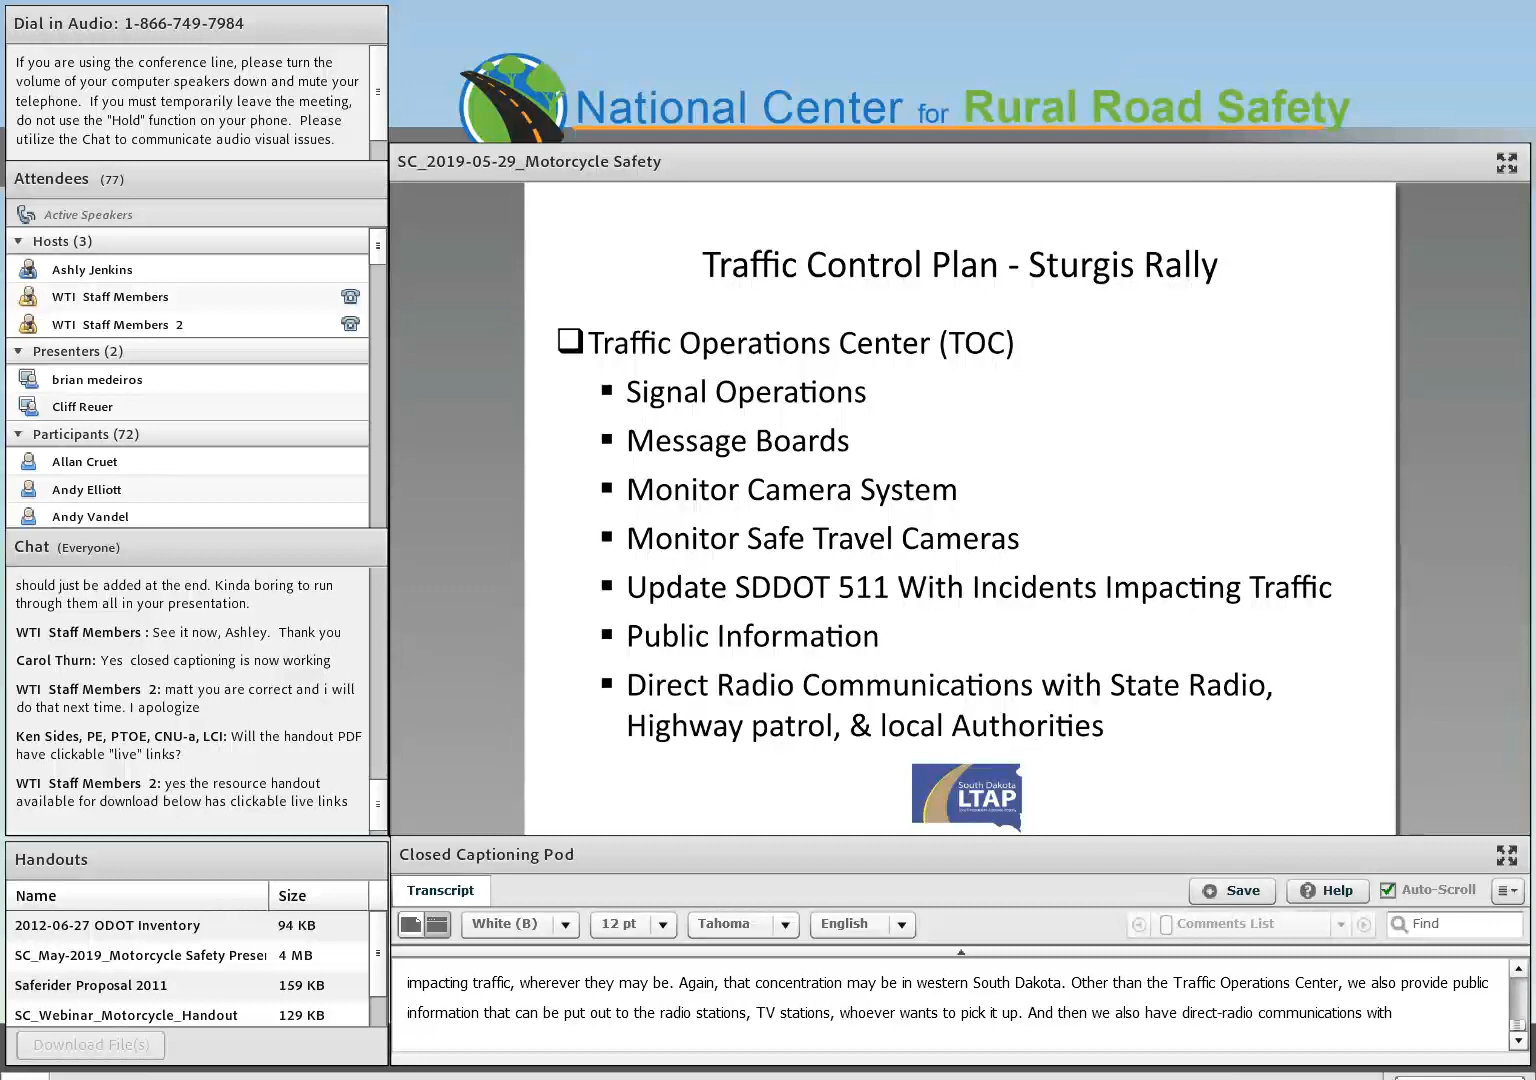 Dial in Audio: 1-866-749-7984
If you are using the conference line, please turn the
volume of your computer speakers down and mute your
telephone.  If you must temporarily leave the meeting,
do not use the "Hold" function on your phone.  Please
utilize the Chat to communicate audio visual issues.
Attendees (77)
Active Speakers
Hosts (3)
Ashly Jenkins
WTI Staff Members
WTI Staff Members 2
Presenters (2)
brian medeiros
Cliff Reuer
Participants (72)
Allan Cruet
Andy Elliott
Andy Vandel
Chat (Everyone)
should just be added at the end. Kinda boring to run
through them all in your presentation.
WTI Staff Members : See it now, Ashley.  Thank you
Carol Thurn: Yes closed captioning is now working
WTI Staff Members 2: matt you are correct and i will
do that next time. I apologize
Ken Sides, PE, PTOE, CNU-a, LCI: Will the handout PDF
have clickable "live" links?
WTI Staff Members 2: yes the resource handout
available for download below has clickable live links
Handouts
Name Size
2012-06-27 ODOT Inventory 94 KB
SC_May-2019_Motorcycle Safety Preser 4 MB
Saferider Proposal 2011 159 KB
SC_Webinar_Motorcycle_Handout 129 KB
Download File(s)
National Center for Rural Road Safety
SC_2019-05-29_Motorcycle Safety
Traffic Control Plan - Sturgis Rally
Traffic Operations Center (TOC)
Signal Operations
Message Boards
Monitor Camera System
Monitor Safe Travel Cameras
Update SDDOT 511 With Incidents Impacting Traffic
Public Information
Direct Radio Communications with State Radio,
Highway patrol, & local Authorities
South Dakota
LTAP
Closed Captioning Pod
Transcript Save Help Auto-Scroll
White (B) 12 pt Tahoma English Comments List Find
impacting traffic, wherever they may be. Again, that concentration may be in western South Dakota. Other than the Traffic Operations Center, we also provide public
information that can be put out to the radio stations, TV stations, whoever wants to pick it up. And then we also have direct-radio communications with